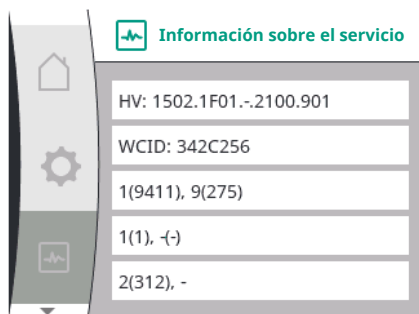 Información sobre el servicio
HV: 1502.1F01.-.2100.901
WCID: 342C256
1(9411), 9(275)
1(1), -(-)
2(312), -